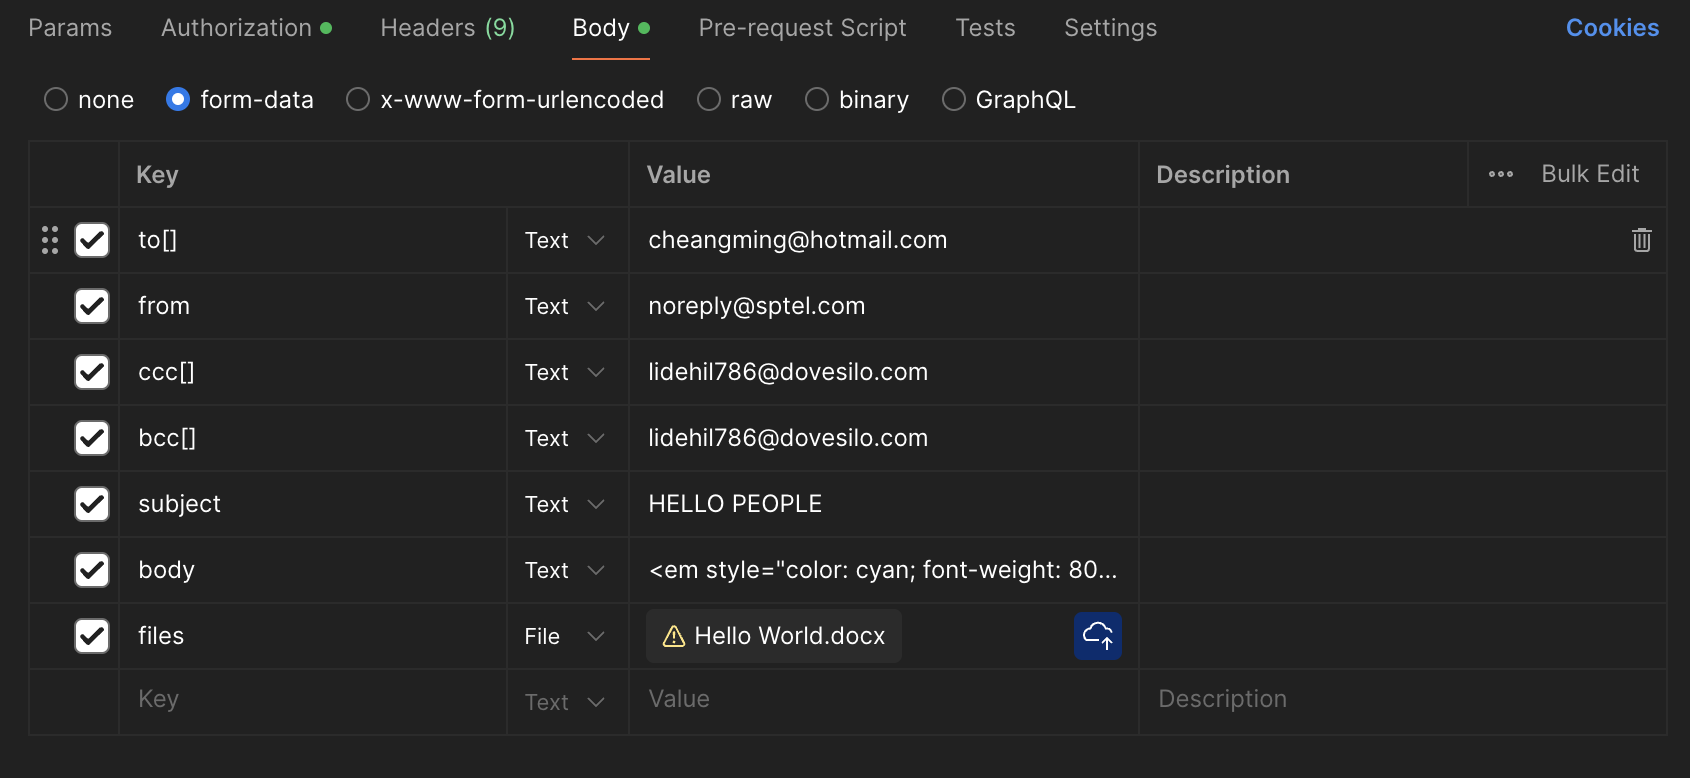 Params Authorization Headers (9) Body Pre-request Script Tests Settings Cookies
none form-data x-www-form-urlencoded raw binary GraphQL
Key Value Description Bulk Edit
to[] Text cheangming@hotmail.com
from Text noreply@sptel.com
ccc[] Text lidehil786@dovesilo.com
bcc[] Text lidehil786@dovesilo.com
subject Text HELLO PEOPLE
body Text <em style="color: cyan; font-weight: 80...
files File Hello World.docx
Key Text Value Description